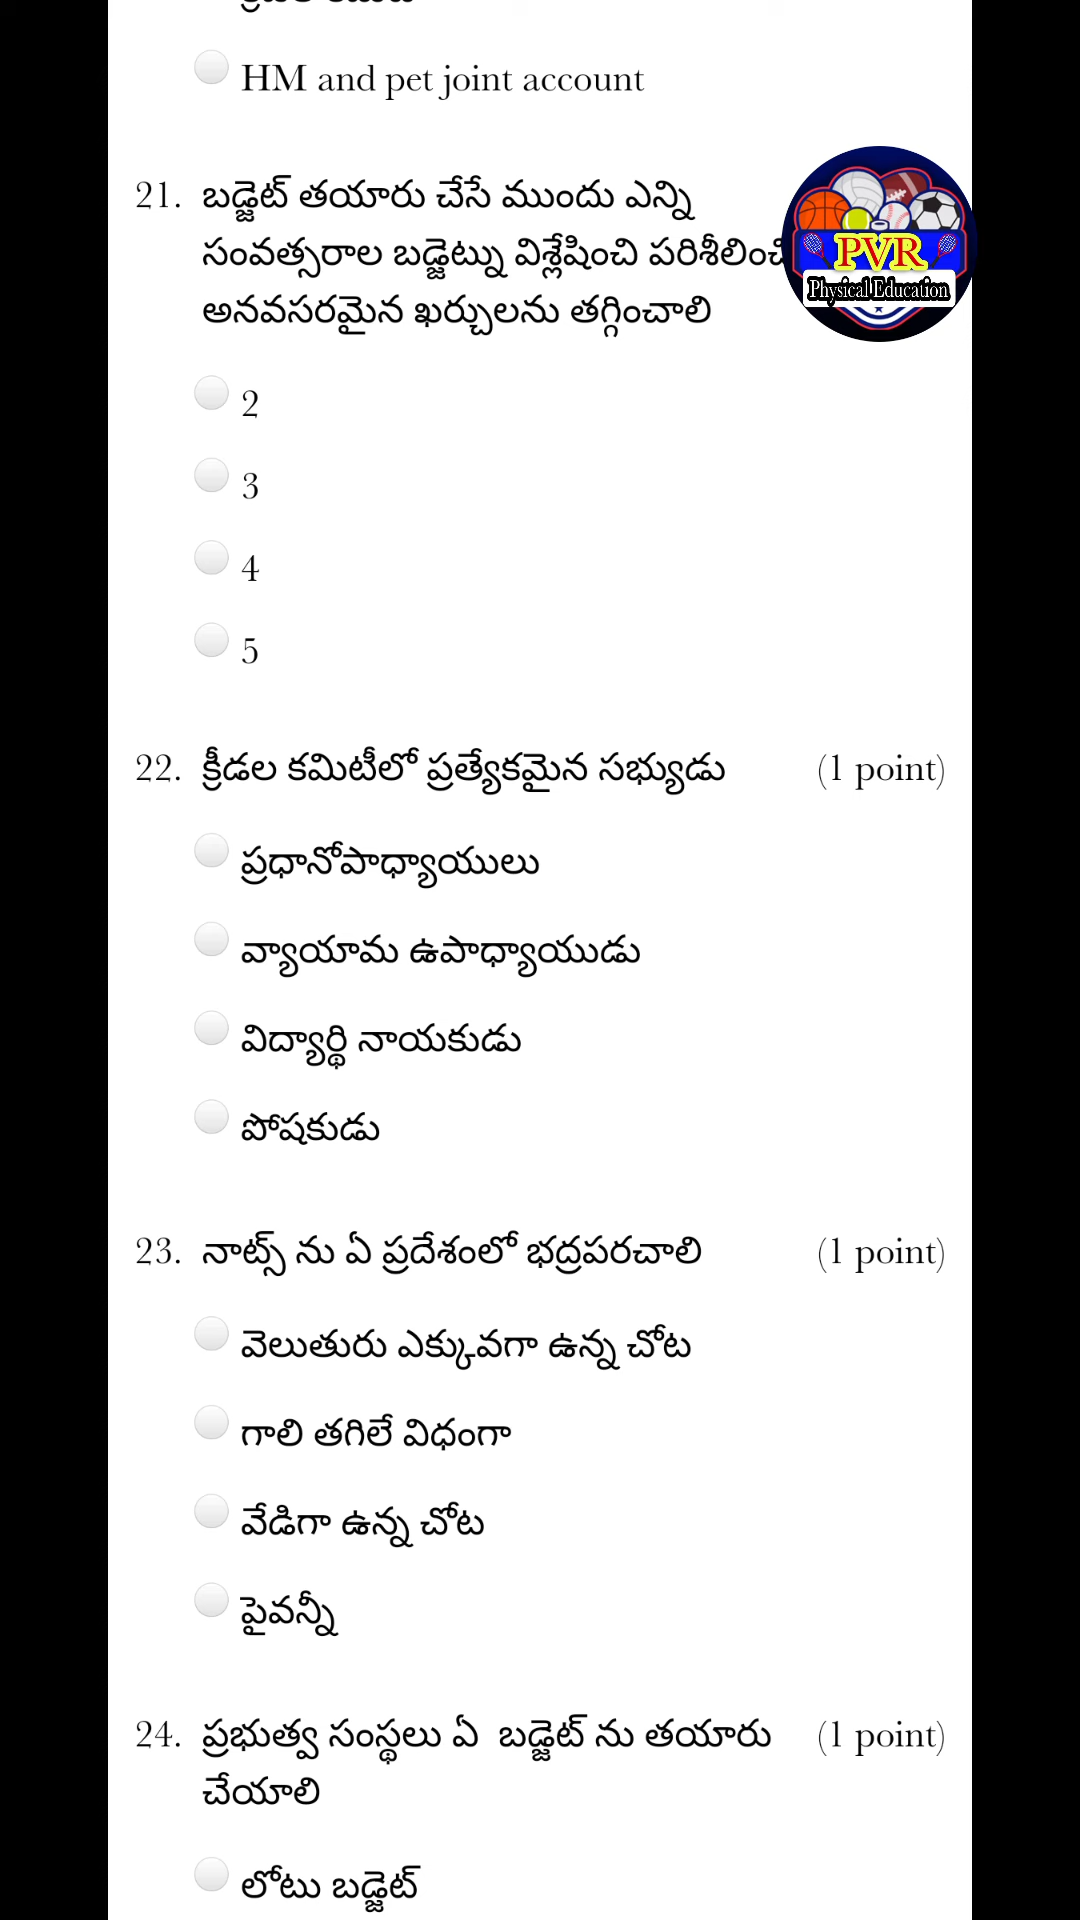 HM and pet joint account
21. బడ్జెట్ తయారు చేసే ముందు ఎన్ని
సంవత్సరాల బడ్జెట్ను విశ్లేషించి పరిశీలించి
అనవసరమైన ఖర్చులను తగ్గించాలి
PVR
Physical Education
2
3
4
5
22. క్రీడల కమిటీలో ప్రత్యేకమైన సభ్యుడు (1 point)
ప్రధానోపాధ్యాయులు
వ్యాయామ ఉపాధ్యాయుడు
విద్యార్థి నాయకుడు
పోషకుడు
23. నాట్స్ ను ఏ ప్రదేశంలో భద్రపరచాలి (1 point)
వెలుతురు ఎక్కువగా ఉన్న చోట
గాలి తగిలే విధంగా
వేడిగా ఉన్న చోట
పైవన్నీ
24. ప్రభుత్వ సంస్థలు ఏ బడ్జెట్ ను తయారు (1 point)
చేయాలి
లోటు బడ్జెట్